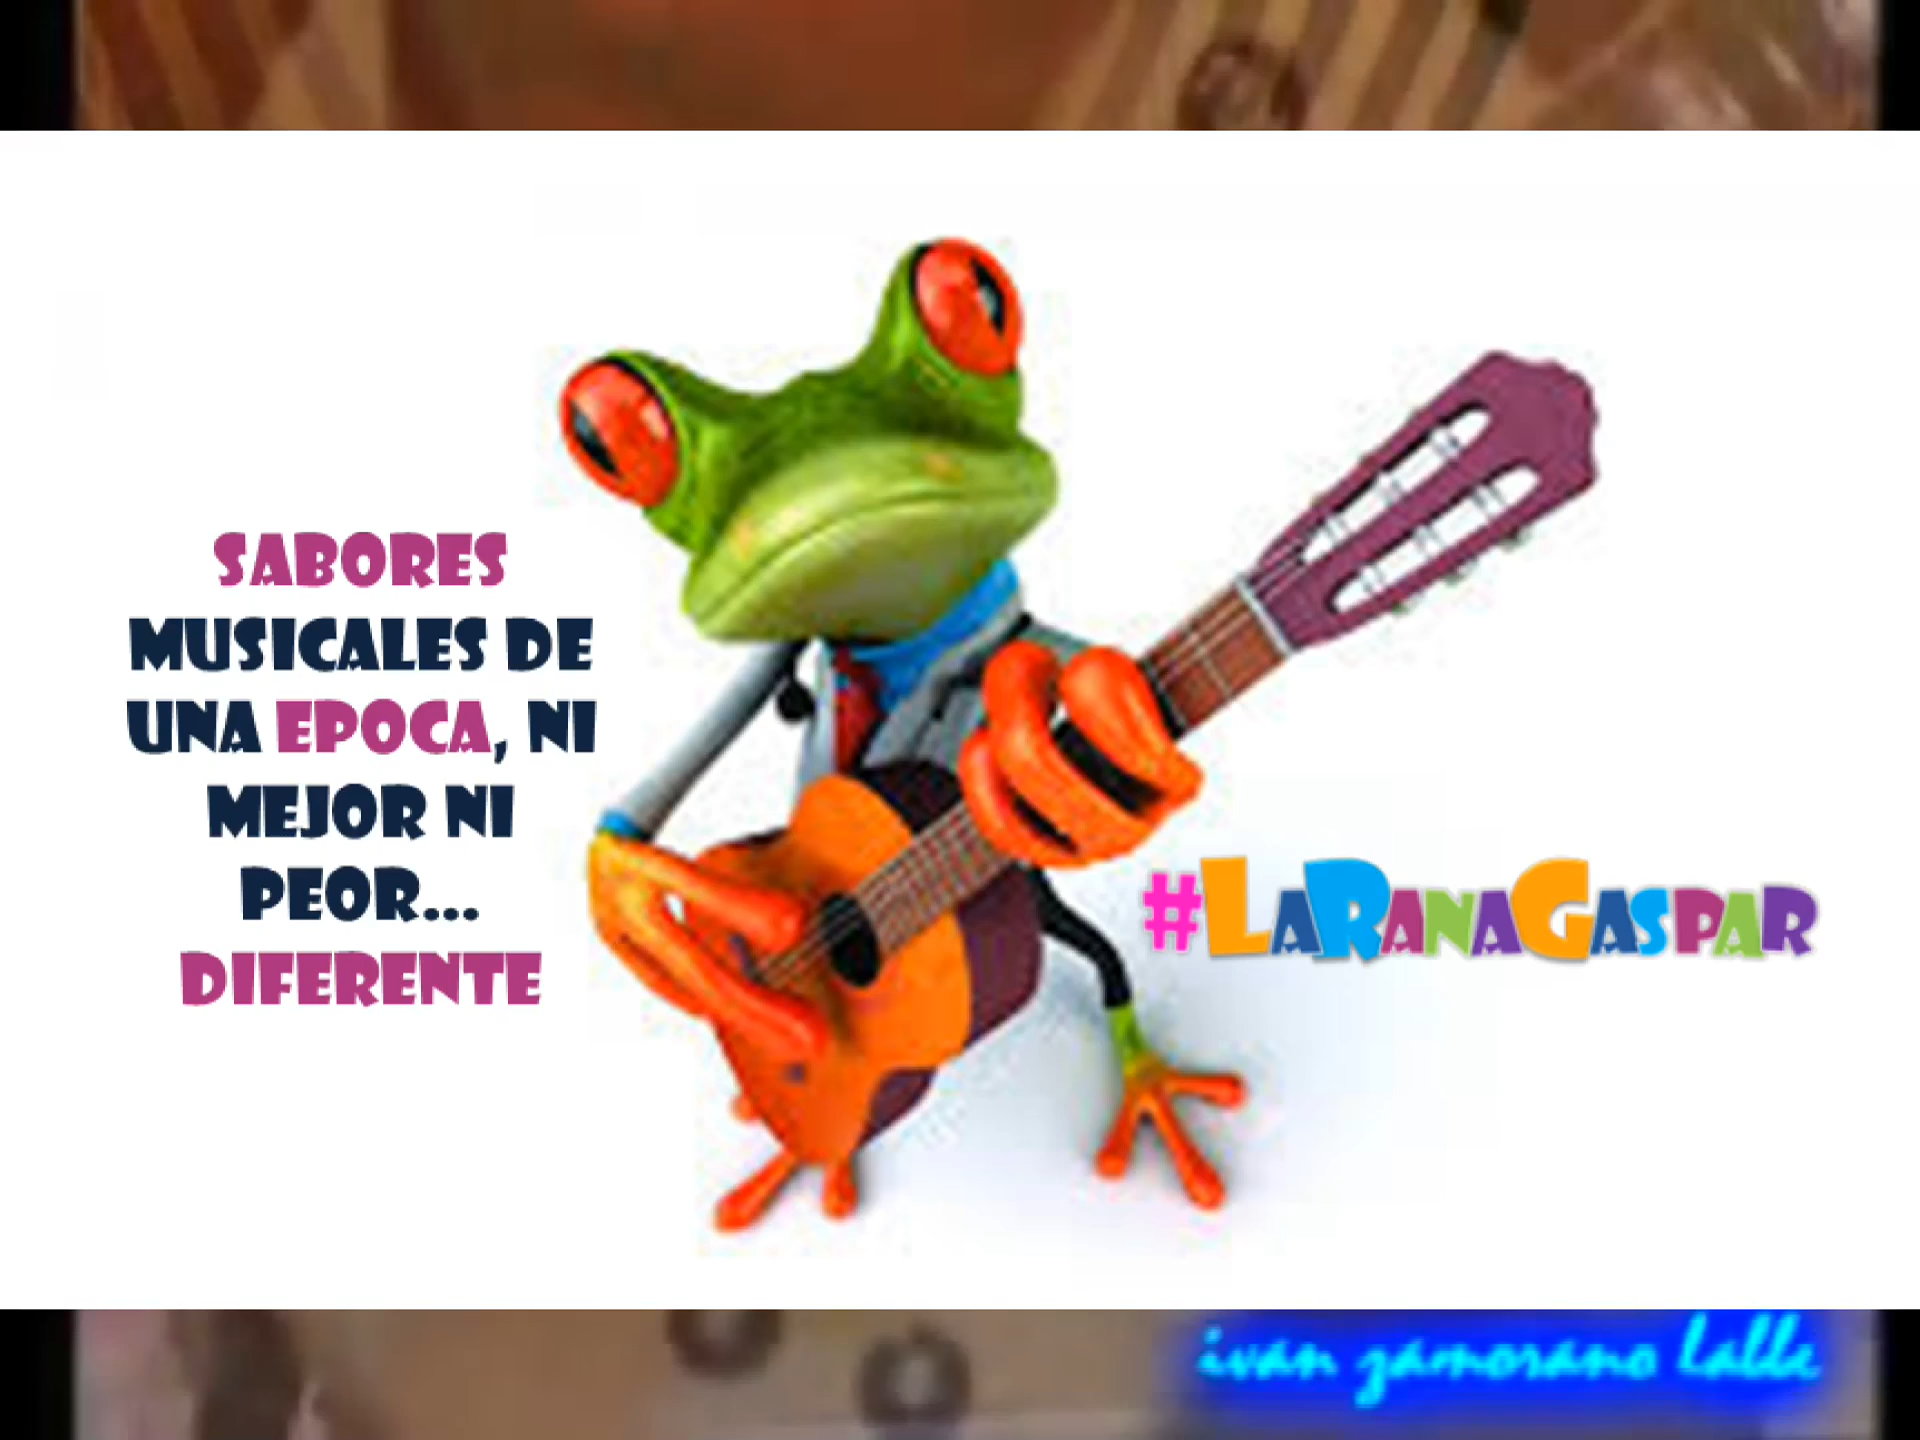 SABORES
MUSICALES DE
UNA EPOCA, NI
MEJOR NI
PEOR...
DIFERENTE
#LARANAGASPAR
ivan zamorano lalle